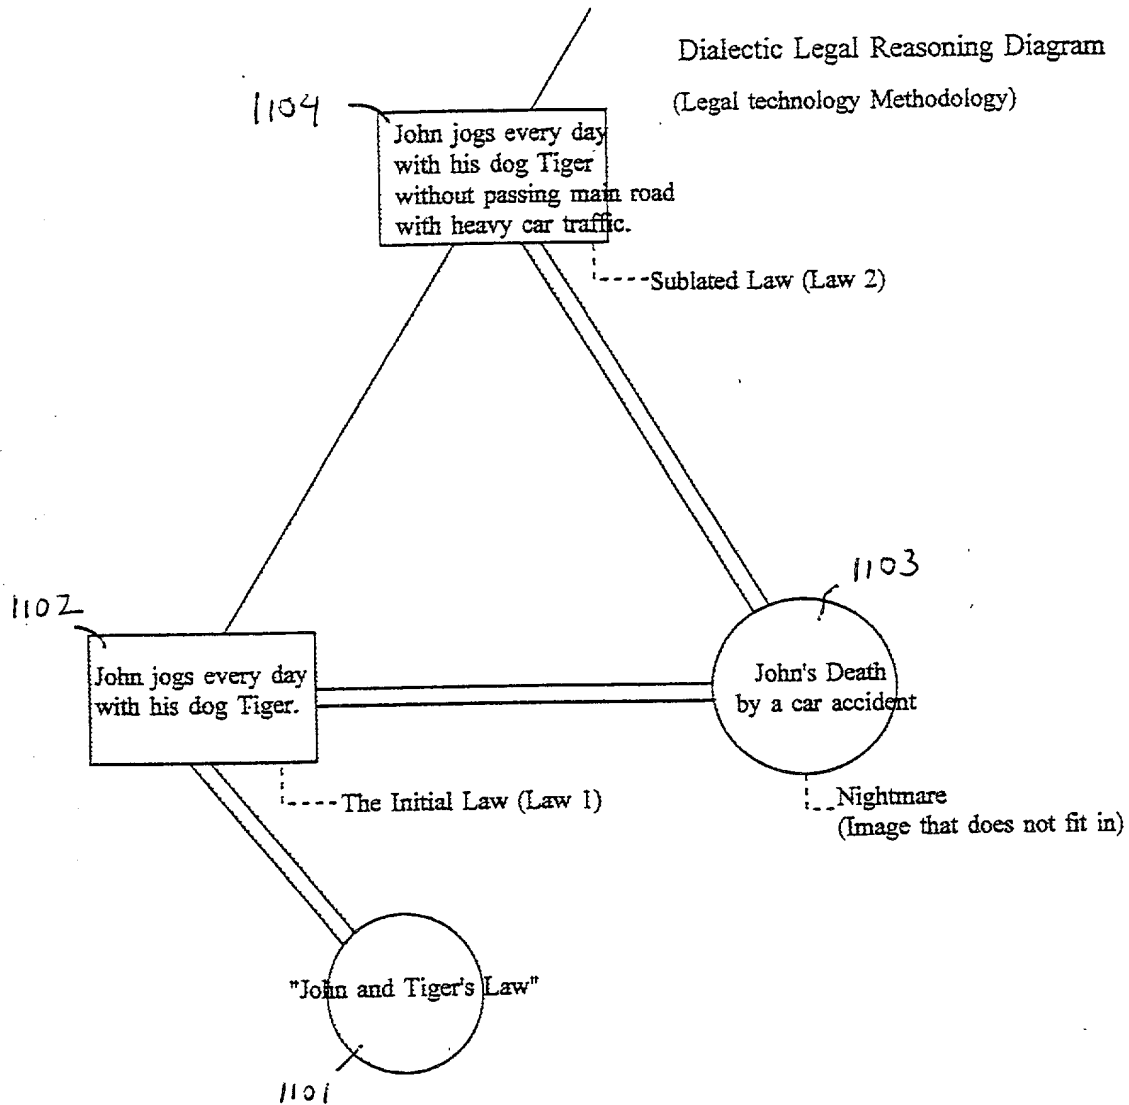 Dialectic Legal Reasoning Diagram
(Legal technology Methodology)
1104
John jogs every day
with his dog Tiger
without passing main road
with heavy car traffic.
Sublated Law (Law 2)
1103
1102
John jogs every day
with his dog Tiger.
John's Death
by a car accident
The Initial Law (Law 1)
Nightmare
(Image that does not fit in)
"John and Tiger's Law"
1101